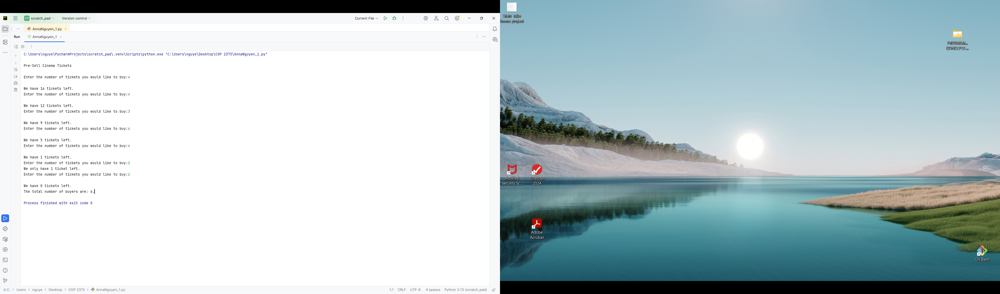 SP scratch_pad Version control Current File
AnnaNguyen_1.py
Run AnnaNguyen_1
C:\Users\nguye\PycharmProjects\scratch_pad\.venv\Scripts\python.exe "C:\Users\nguye\Desktop\COP 2373\AnnaNguyen_1.py"
Pre-Sell Cinema Tickets
Enter the number of tickets you would like to buy:4
We have 16 tickets left.
Enter the number of tickets you would like to buy:4
We have 12 tickets left.
Enter the number of tickets you would like to buy:3
We have 9 tickets left.
Enter the number of tickets you would like to buy:4
We have 5 tickets left.
Enter the number of tickets you would like to buy:4
We have 1 tickets left.
Enter the number of tickets you would like to buy:2
We only have 1 ticket left.
Enter the number of tickets you would like to buy:1
We have 0 tickets left.
The total number of buyers are: 6.
Process finished with exit code 0
C: > Users > nguye > Desktop > COP 2373 > AnnaNguyen_1.py
1:1 CRLF UTF-8 4 spaces Python 3.13 (scratch_pad)
Stats take
home project
PROGRAM...
CONCEPTS ...
McAfee
Security Sc...
TurboTax
2024
Adobe
Acrobat
Git Bash